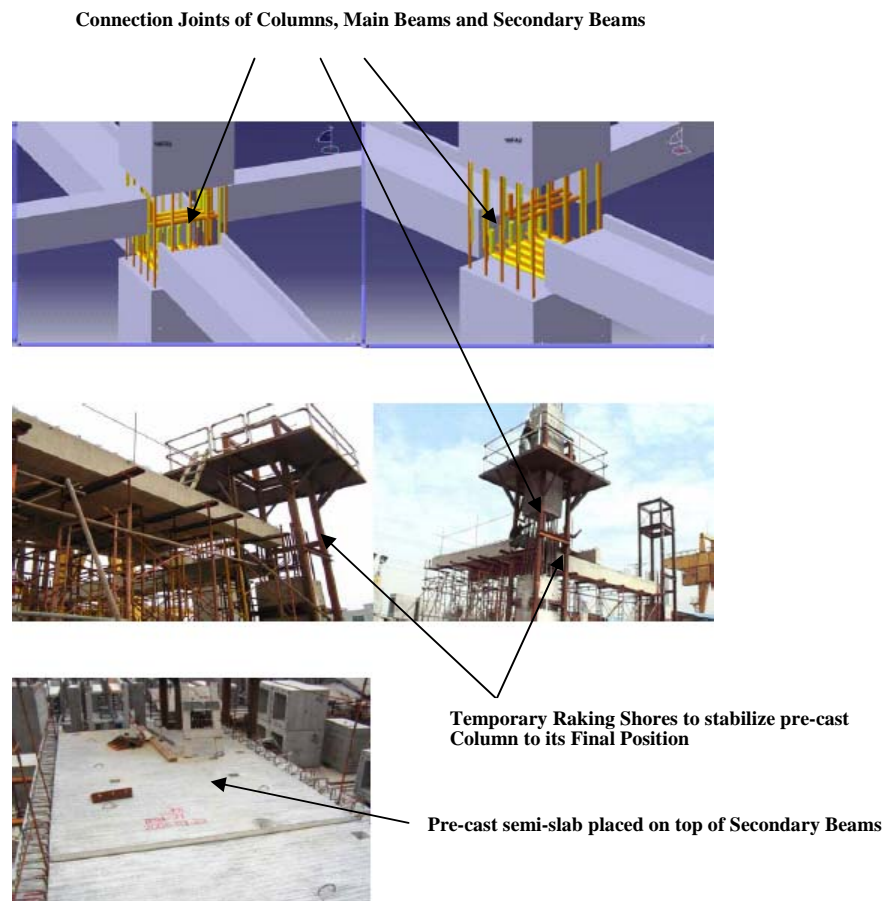 Connection Joints of Columns, Main Beams and Secondary Beams
Temporary Raking Shores to stabilize pre-cast
Column to its Final Position
Pre-cast semi-slab placed on top of Secondary Beams